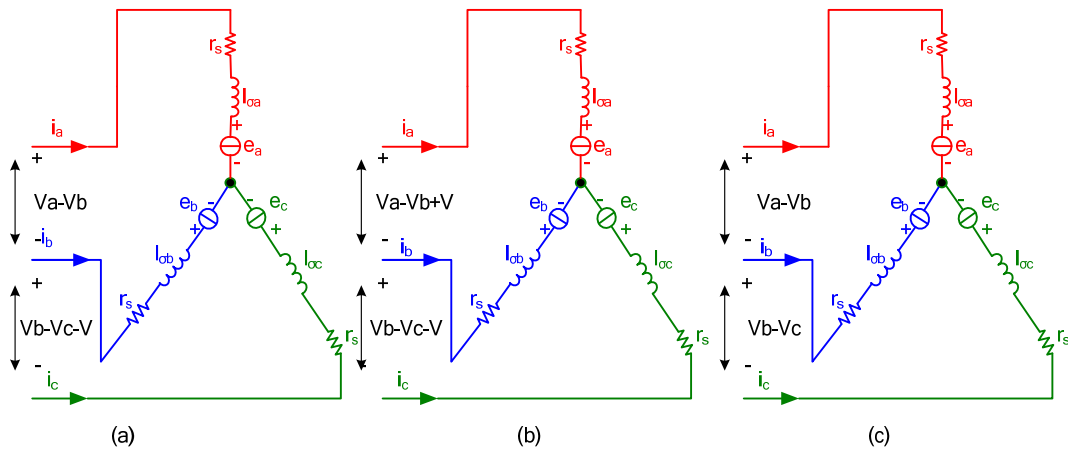 rs
lσa
ia
+
+
ea
-
Va-Vb
eb
-
-
ec
+
+
-
ib
lσb
lσc
+
rs
Vb-Vc-V
rs
-
ic
(a)
rs
lσa
ia
+
+
ea
-
Va-Vb+V
eb
-
-
ec
+
+
-
ib
lσb
lσc
+
rs
Vb-Vc-V
rs
-
ic
(b)
rs
lσa
ia
+
+
ea
-
Va-Vb
eb
-
-
ec
+
+
-
ib
lσb
lσc
+
rs
Vb-Vc
rs
-
ic
(c)